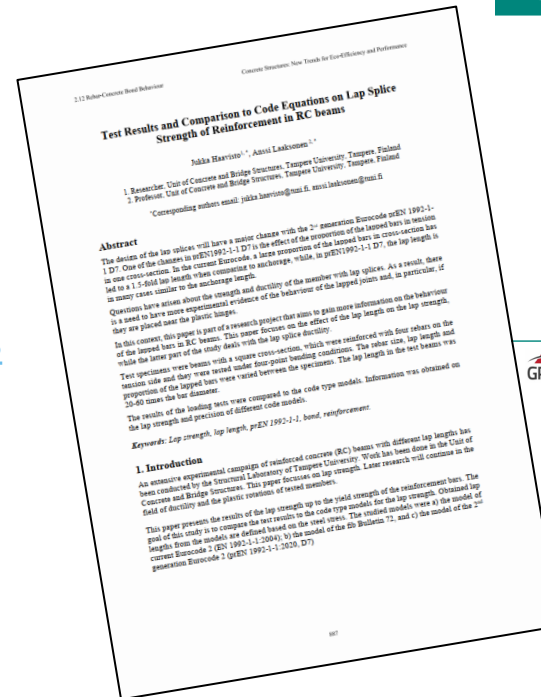 2.12 Rebar-Concrete Bond Behaviour
Concrete Structures: New Trends for Eco-Efficiency and Performance
Test Results and Comparison to Code Equations on Lap Splice
Strength of Reinforcement in RC beams
Jukka Haavisto1, *, Anssi Laaksonen 2, *
1. Researcher, Unit of Concrete and Bridge Structures, Tampere University, Tampere, Finland
2. Professor, Unit of Concrete and Bridge Structures, Tampere University, Tampere, Finland
*Corresponding authors email: jukka.haavisto@tuni.fi, anssi.laaksonen@tuni.fi
Abstract
The design of the lap splices will have a major change with the 2nd generation Eurocode prEN 1992-1-
1 D7. One of the changes in prEN1992-1-1 D7 is the effect of the proportion of the lapped bars in tension
in one cross-section. In the current Eurocode, a large proportion of the lapped bars in cross-section has
led to a 1.5-fold lap length when comparing to anchorage, while, in prEN1992-1-1 D7, the lap length is
in many cases similar to the anchorage length.
Questions have arisen about the strength and ductility of the member with lap splices. As a result, there
is a need to have more experimental evidence of the behaviour of the lapped joints and, in particular, if
they are placed near the plastic hinges.
In this context, this paper is part of a research project that aims to gain more information on the behaviour
of the lapped bars in RC beams. This paper focuses on the effect of the lap length on the lap strength,
while the latter part of the study deals with the lap splice ductility.
Test specimens were beams with a square cross-section, which were reinforced with four rebars on the
tension side and they were tested under four-point bending conditions. The rebar size, lap length and
proportion of the lapped bars were varied between the specimens. The lap length in the test beams was
20-60 times the bar diameter.
The results of the loading tests were compared to the code type models. Information was obtained on
the lap strength and precision of different code models.
Keywords: Lap strength, lap length, prEN 1992-1-1, bond, reinforcement.
1. Introduction
An extensive experimental campaign of reinforced concrete (RC) beams with different lap lengths has
been conducted by the Structural Laboratory of Tampere University. Work has been done in the Unit of
Concrete and Bridge Structures. This paper focusses on lap strength. Later research will continue in the
field of ductility and the plastic rotations of tested members.
This paper presents the results of the lap strength up to the yield strength of the reinforcement bars. The
goal of this study is to compare the test results to the code type models for the lap strength. Obtained lap
lengths from the models are defined based on the steel stress. The studied models were a) the model of
current Eurocode 2 (EN 1992-1-1:2004); b) the model of the fib Bulletin 72, and c) the model of the 2nd
generation Eurocode 2 (prEN 1992-1-1:2020, D7)